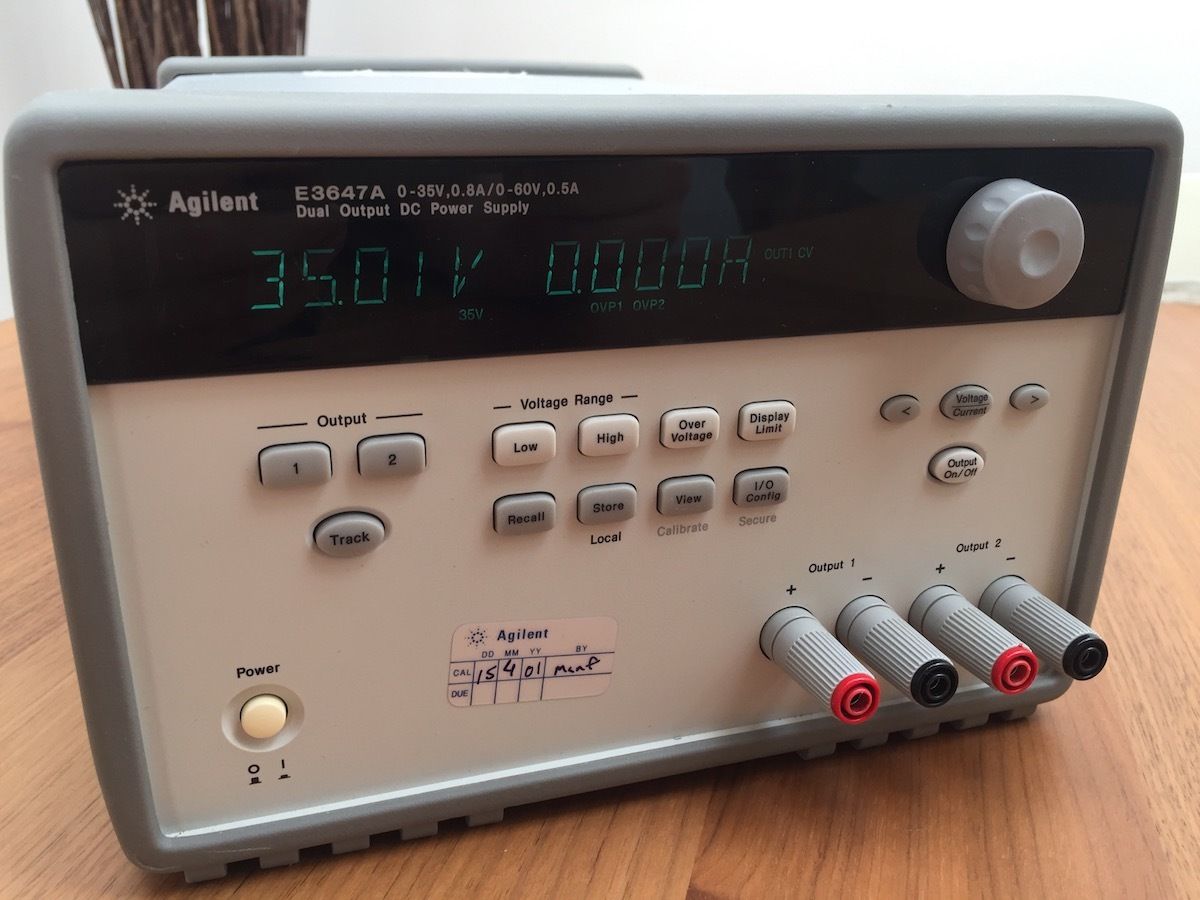 Agilent
E3647A 0-35V,0.8A/0-60V,0.5A
Dual Output DC Power Supply
35.01V 0.000A OUT1 CV
35V OVP1 OVP2
Output
1 2
Track
Voltage Range
Low High Over Voltage Display Limit
Recall Store View I/O Config
Local Calibrate Secure
< Voltage Current >
Output On/Off
Output 1
+ −
Output 2
+ −
Agilent
DD MM YY BY
CAL 15 4 01 manf
DUE
Power
O I